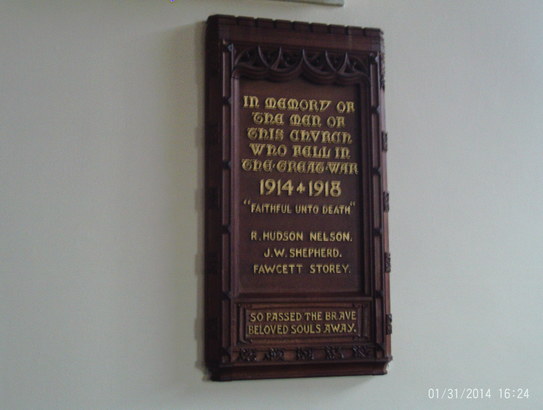 IN MEMORY OF
THE MEN OF
THIS CHVRCH
WHO FELL IN
THE·GREAT·WAR
1914 + 1918
"FAITHFUL UNTO DEATH"
R. HUDSON NELSON.
J. W. SHEPHERD.
FAWCETT STOREY.
SO PASSED THE BRAVE
BELOVED SOULS AWAY.
01/31/2014 16:24